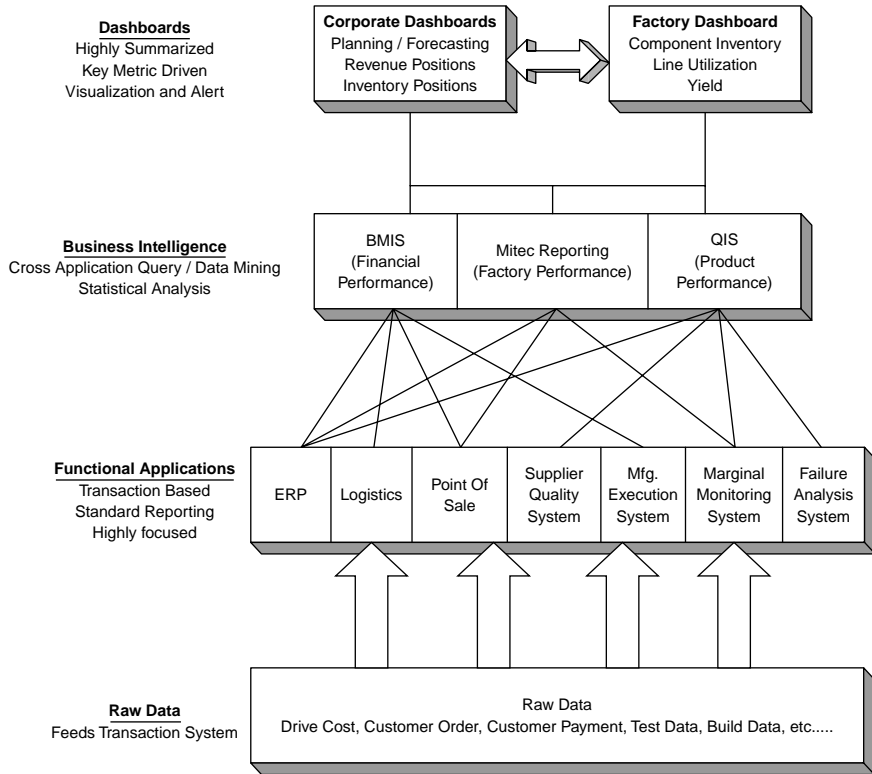 Dashboards
Highly Summarized
Key Metric Driven
Visualization and Alert
Corporate Dashboards
Planning / Forecasting
Revenue Positions
Inventory Positions
Factory Dashboard
Component Inventory
Line Utilization
Yield
Business Intelligence
Cross Application Query / Data Mining
Statistical Analysis
BMIS
(Financial
Performance)
Mitec Reporting
(Factory Performance)
QIS
(Product
Performance)
Functional Applications
Transaction Based
Standard Reporting
Highly focused
ERP
Logistics
Point Of
Sale
Supplier
Quality
System
Mfg.
Execution
System
Marginal
Monitoring
System
Failure
Analysis
System
Raw Data
Feeds Transaction System
Raw Data
Drive Cost, Customer Order, Customer Payment, Test Data, Build Data, etc.....